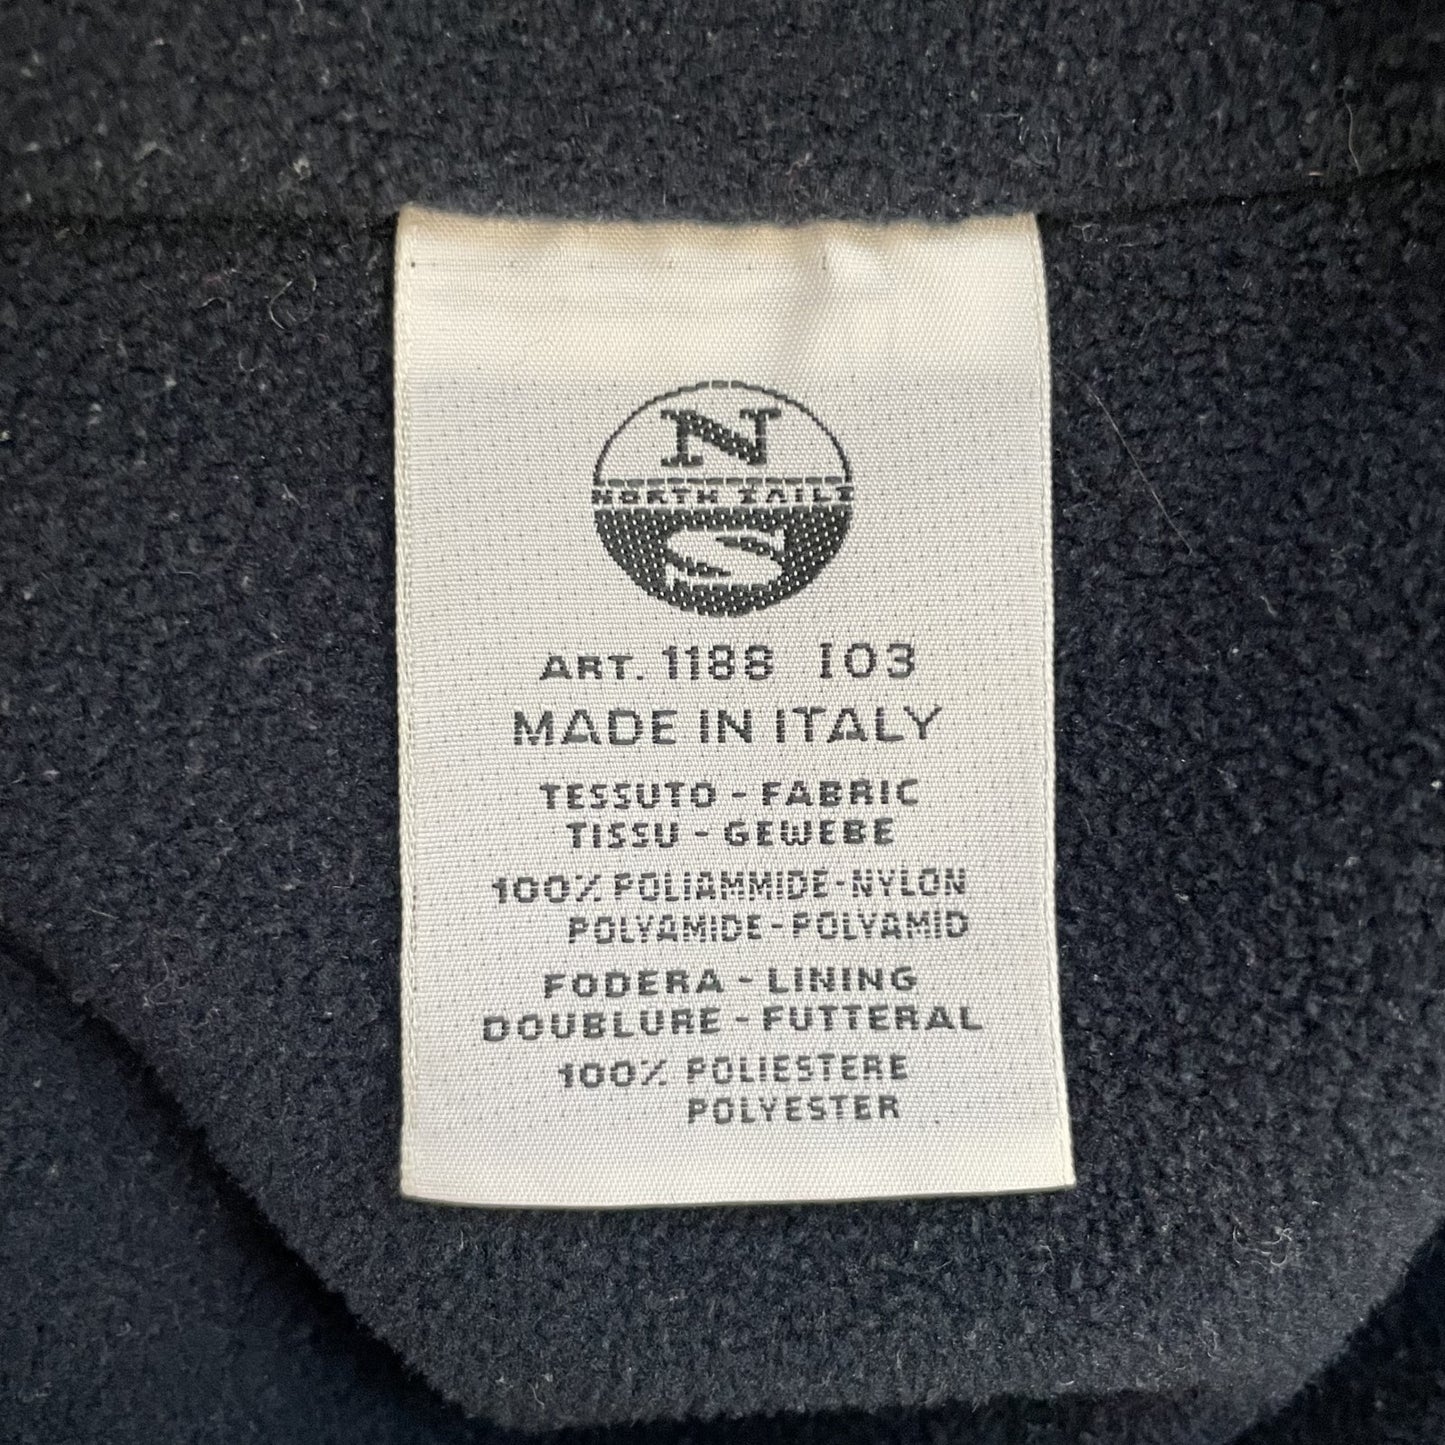 N
NORTH SAILS
S
ART. 1188 I03
MADE IN ITALY
TESSUTO - FABRIC
TISSU - GEWEBE
100% POLIAMMIDE-NYLON
POLYAMIDE-POLYAMID
FODERA - LINING
DOUBLURE - FUTTERAL
100% POLIESTERE
POLYESTER